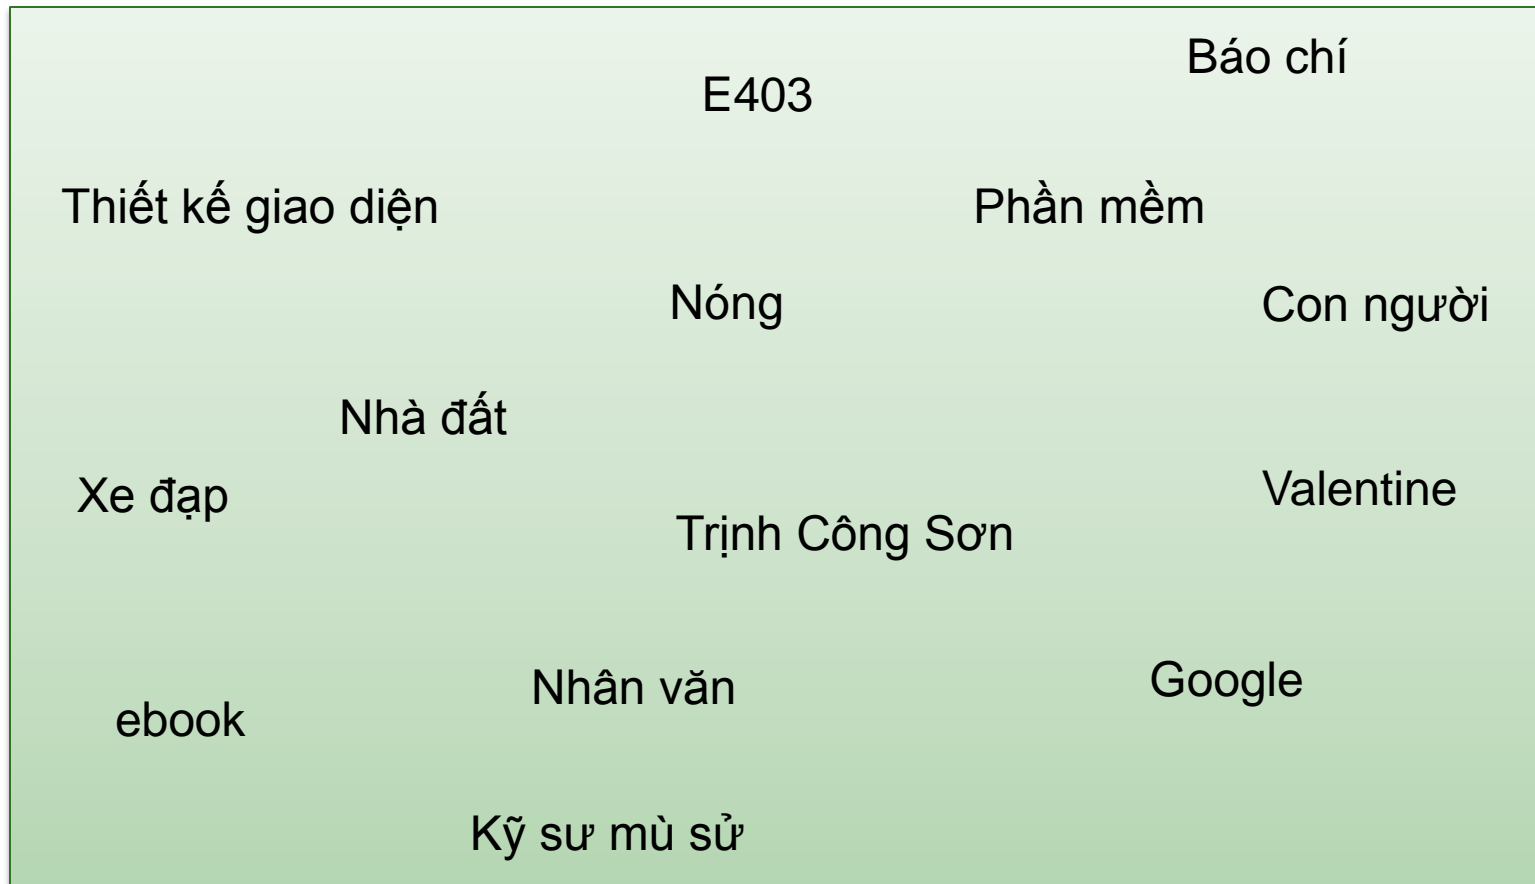 Báo chí
E403
Thiết kế giao diện
Phần mềm
Nóng
Con người
Nhà đất
Xe đạp
Valentine
Trịnh Công Sơn
Nhân văn
Google
ebook
Kỹ sư mù sử